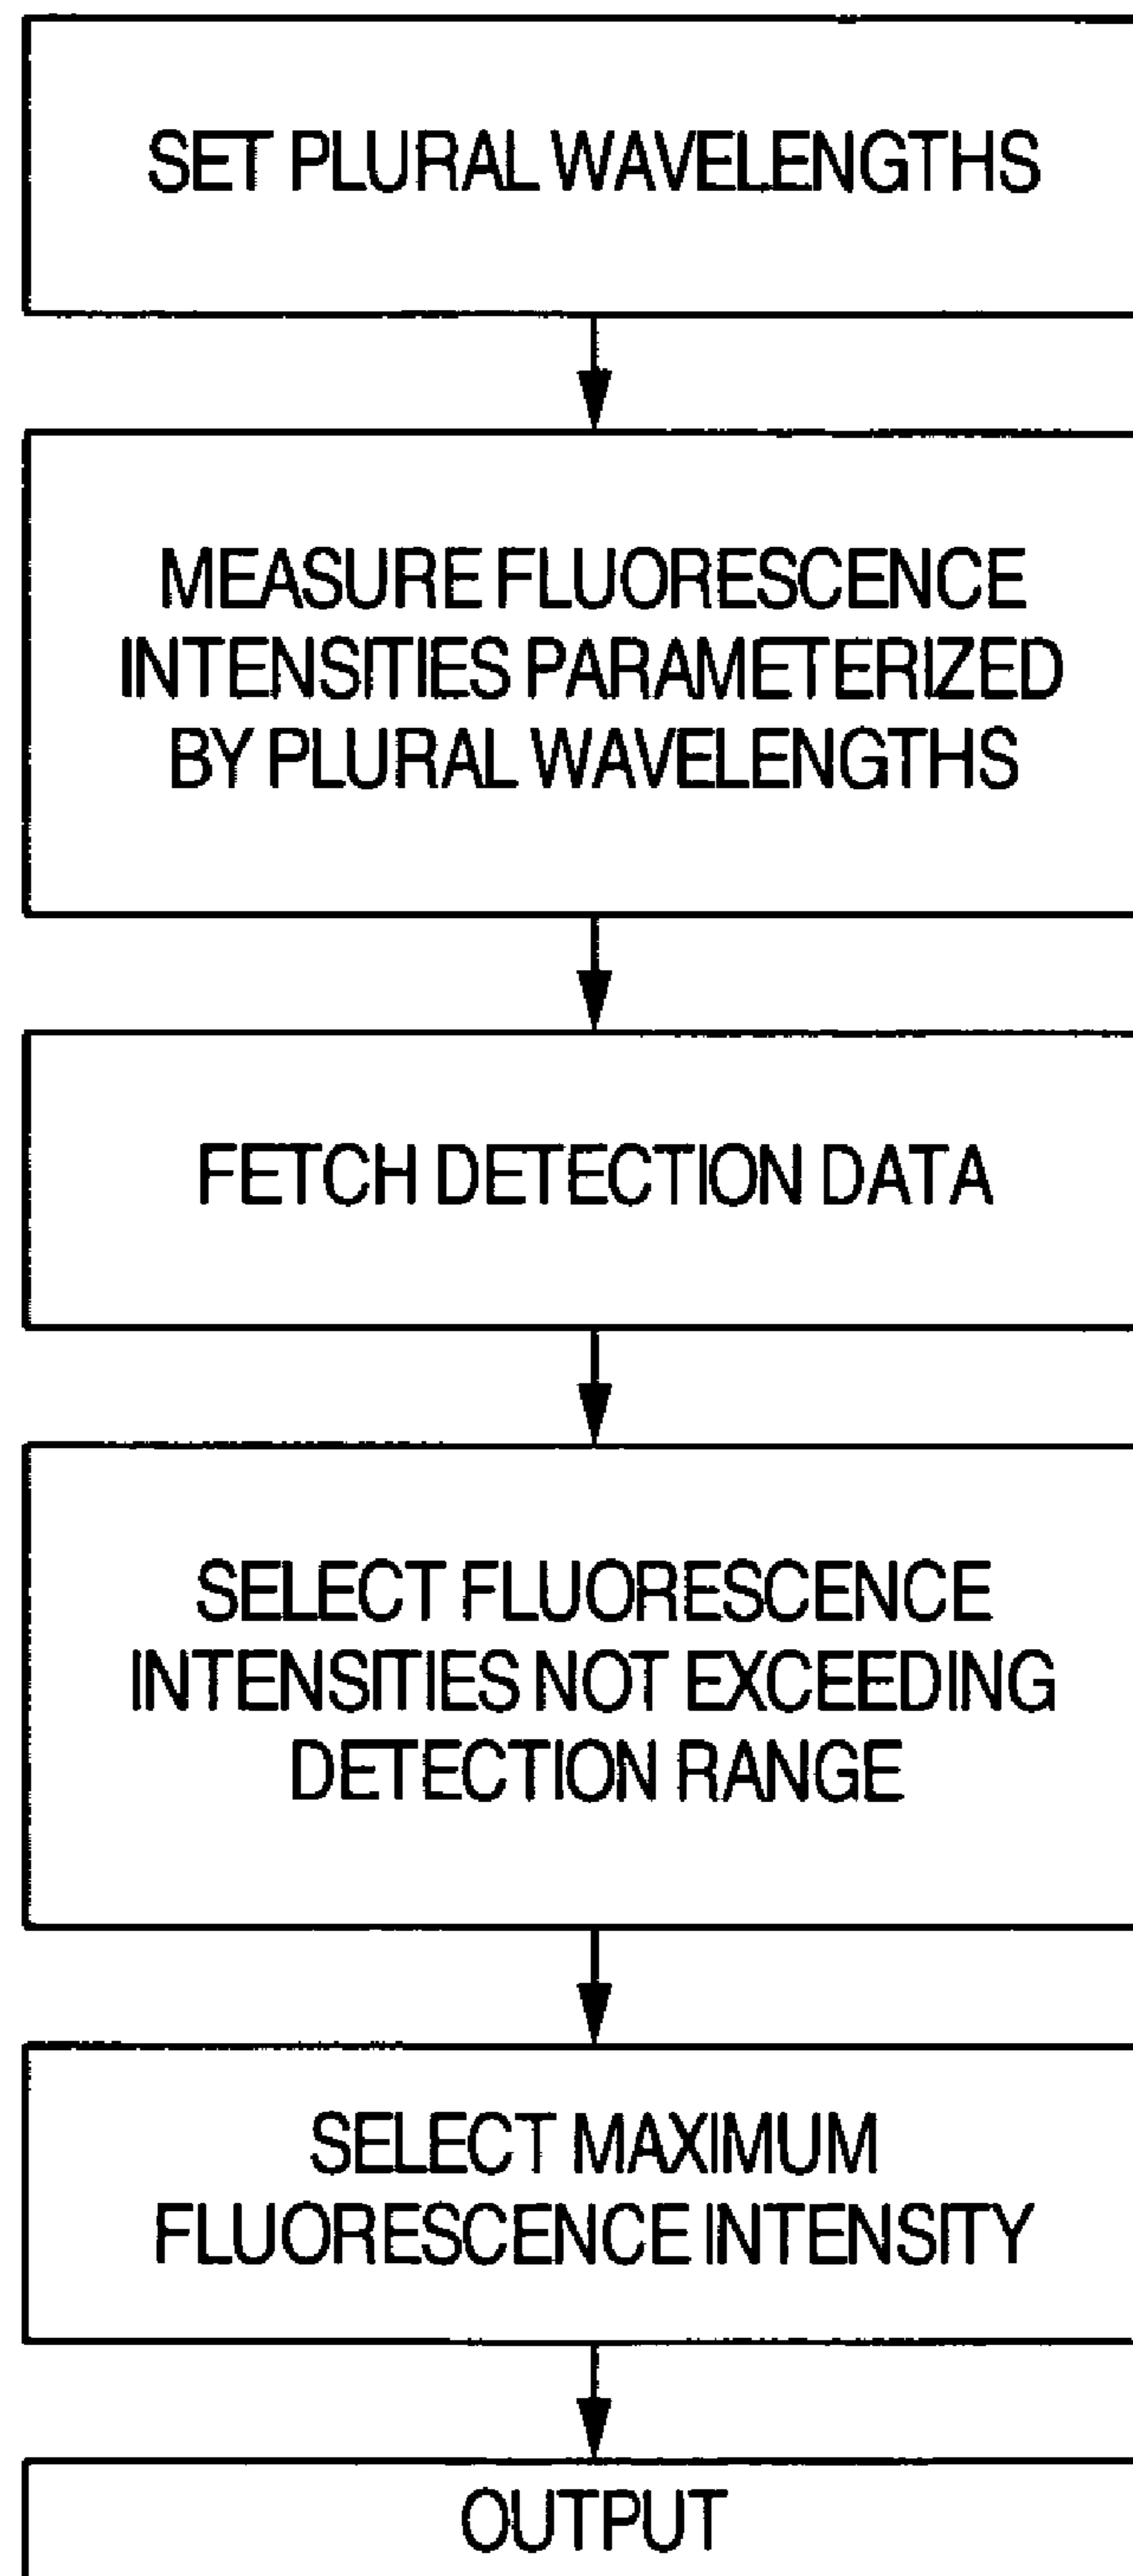 SET PLURAL WAVELENGTHS
MEASURE FLUORESCENCE
INTENSITIES PARAMETERIZED
BY PLURAL WAVELENGTHS
FETCH DETECTION DATA
SELECT FLUORESCENCE
INTENSITIES NOT EXCEEDING
DETECTION RANGE
SELECT MAXIMUM
FLUORESCENCE INTENSITY
OUTPUT